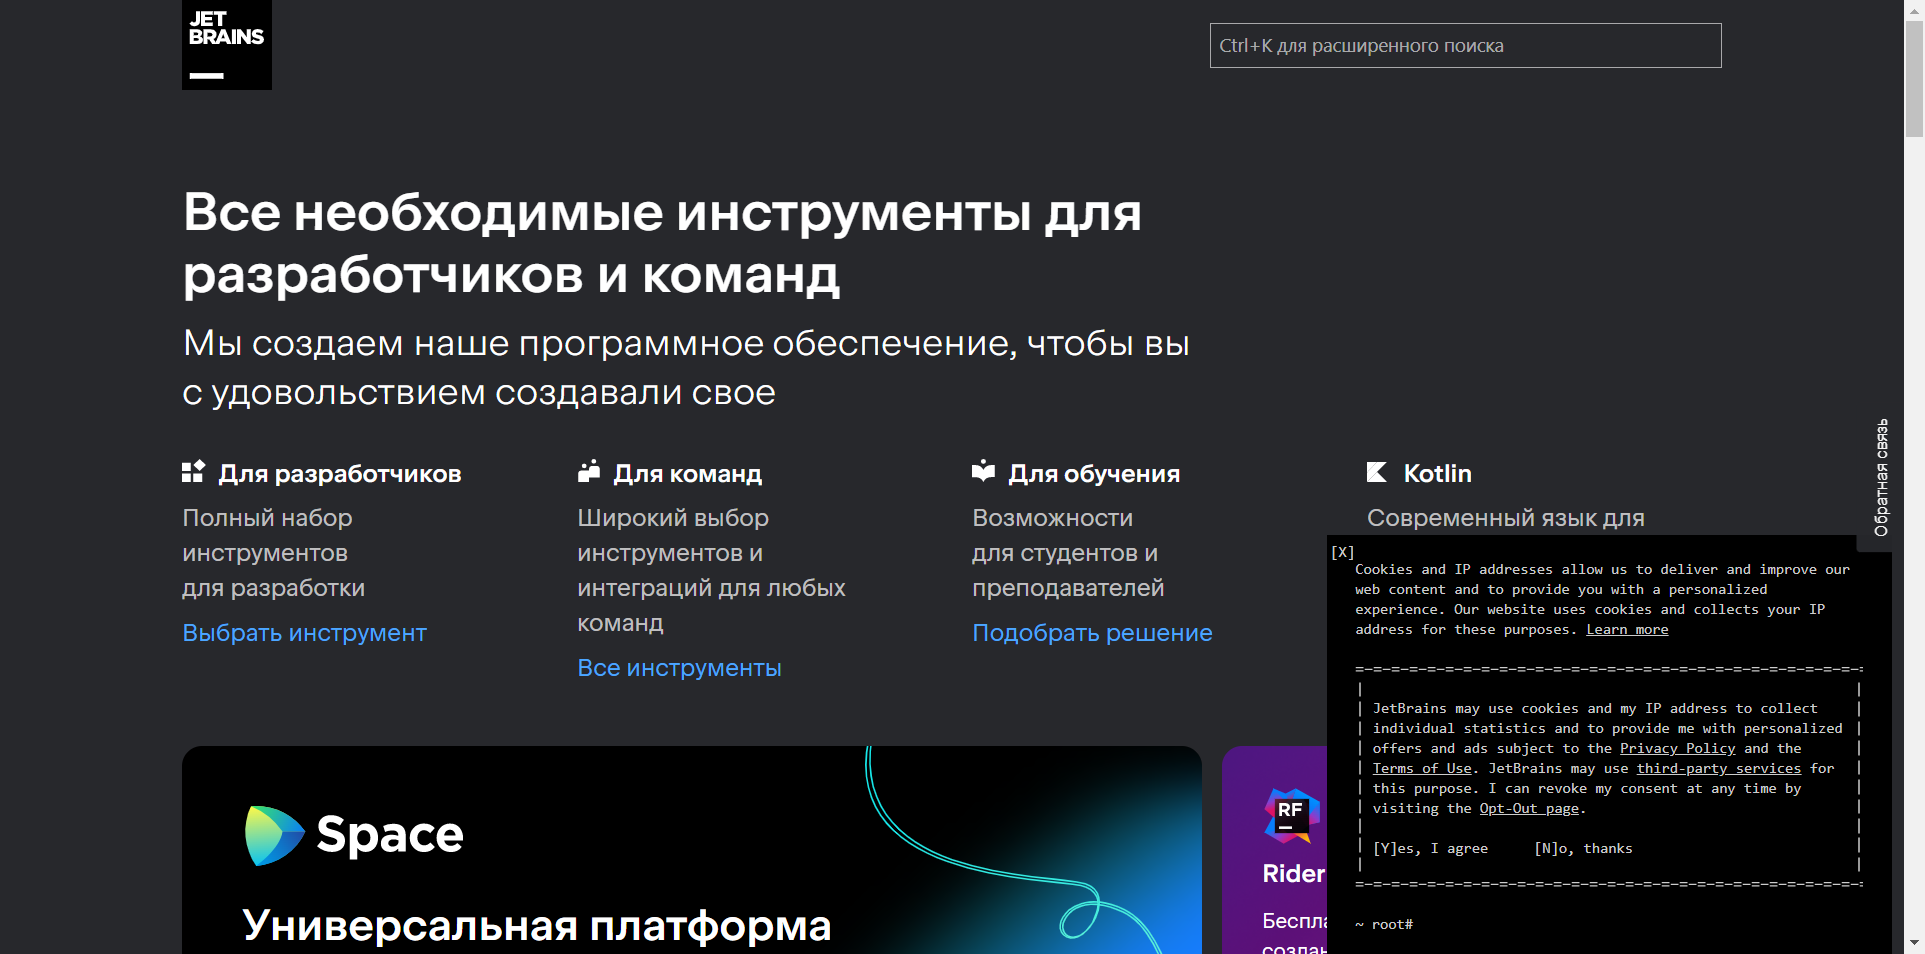 JET
BRAINS
Ctrl+K для расширенного поиска
Все необходимые инструменты для
разработчиков и команд
Мы создаем наше программное обеспечение, чтобы вы
с удовольствием создавали свое
Для разработчиков
Полный набор
инструментов
для разработки
Выбрать инструмент
Для команд
Широкий выбор
инструментов и
интеграций для любых
команд
Все инструменты
Для обучения
Возможности
для студентов и
преподавателей
Подобрать решение
Kotlin
Современный язык для
Обратная связь
[X]
Cookies and IP addresses allow us to deliver and improve our
web content and to provide you with a personalized
experience. Our website uses cookies and collects your IP
address for these purposes. Learn more
JetBrains may use cookies and my IP address to collect
individual statistics and to provide me with personalized
offers and ads subject to the Privacy Policy and the
Terms of Use. JetBrains may use third-party services for
this purpose. I can revoke my consent at any time by
visiting the Opt-Out page.
[Y]es, I agree [N]o, thanks
~ root#
Space
Универсальная платформа
RF
Rider